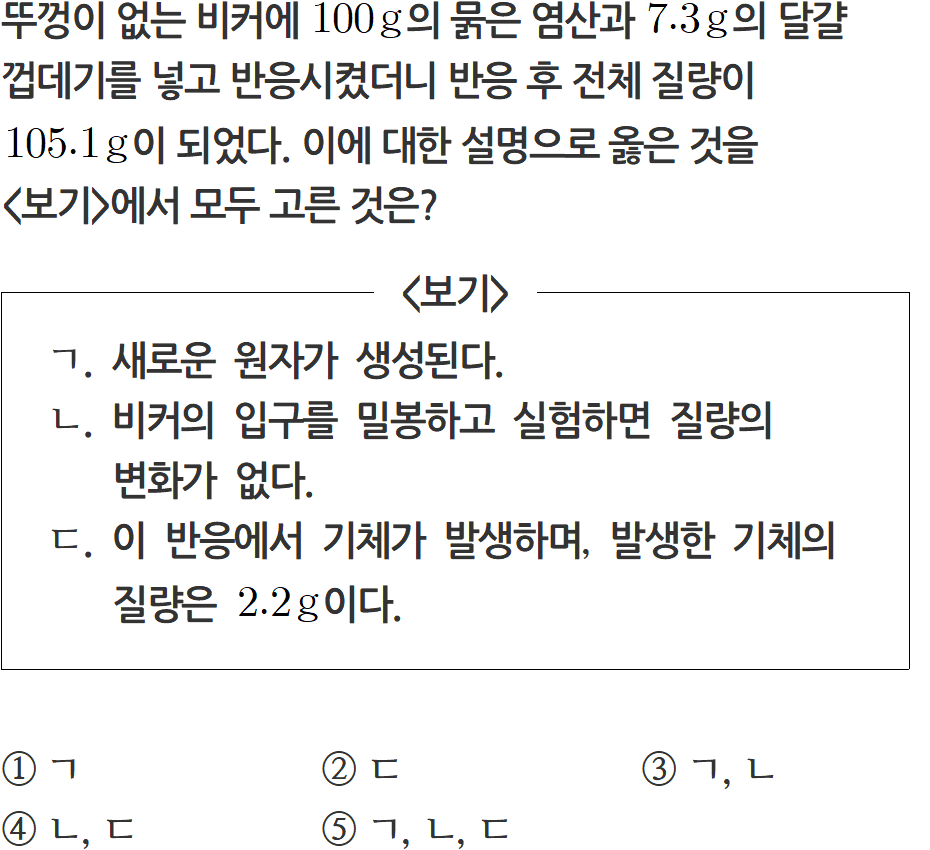 뚜껑이 없는 비커에 100 g의 묽은 염산과 7.3 g의 달걀
껍데기를 넣고 반응시켰더니 반응 후 전체 질량이
105.1 g이 되었다. 이에 대한 설명으로 옳은 것을
<보기>에서 모두 고른 것은?
<보기>
ㄱ. 새로운 원자가 생성된다.
ㄴ. 비커의 입구를 밀봉하고 실험하면 질량의
변화가 없다.
ㄷ. 이 반응에서 기체가 발생하며, 발생한 기체의
질량은 2.2 g이다.
① ㄱ ② ㄷ ③ ㄱ, ㄴ
④ ㄴ, ㄷ ⑤ ㄱ, ㄴ, ㄷ